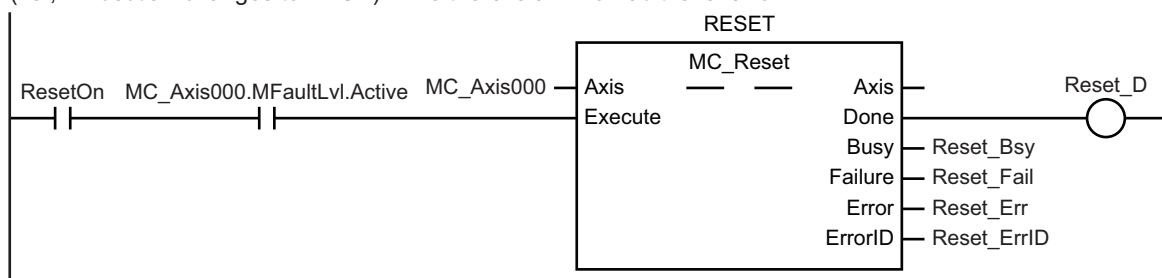 RESET
MC_Reset
ResetOn MC_Axis000.MFaultLvl.Active MC_Axis000 Axis Axis Reset_D
Execute Done
Busy Reset_Bsy
Failure Reset_Fail
Error Reset_Err
ErrorID Reset_ErrID